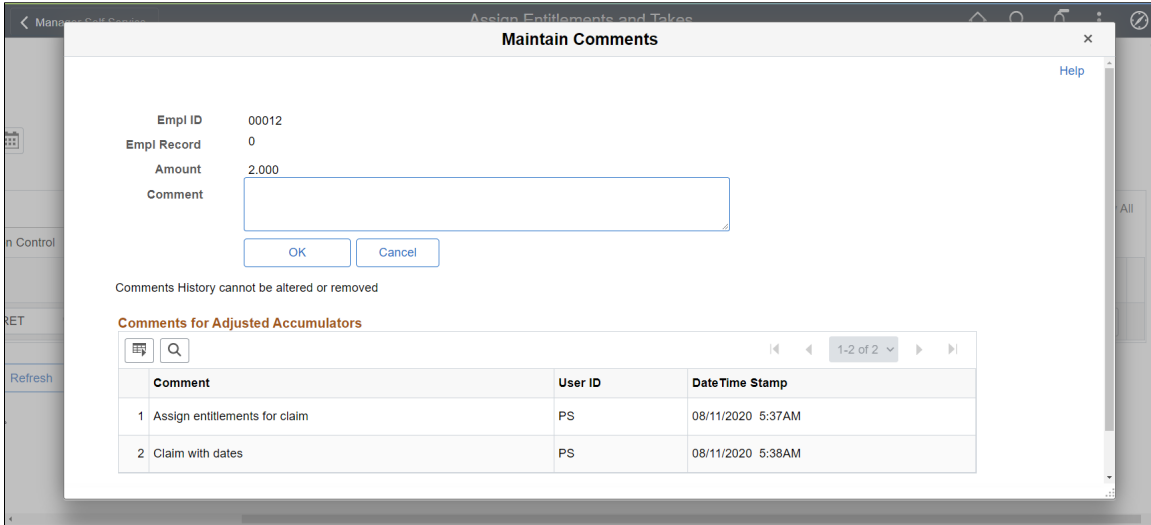 Manager Self Service
Assign Entitlements and Takes
Maintain Comments
×
Help
Empl ID 00012
Empl Record 0
Amount 2.000
Comment
All
n Control
OK Cancel
Comments History cannot be altered or removed
RET
Comments for Adjusted Accumulators
1-2 of 2
Refresh
Comment User ID DateTime Stamp
1 Assign entitlements for claim PS 08/11/2020 5:37AM
2 Claim with dates PS 08/11/2020 5:38AM